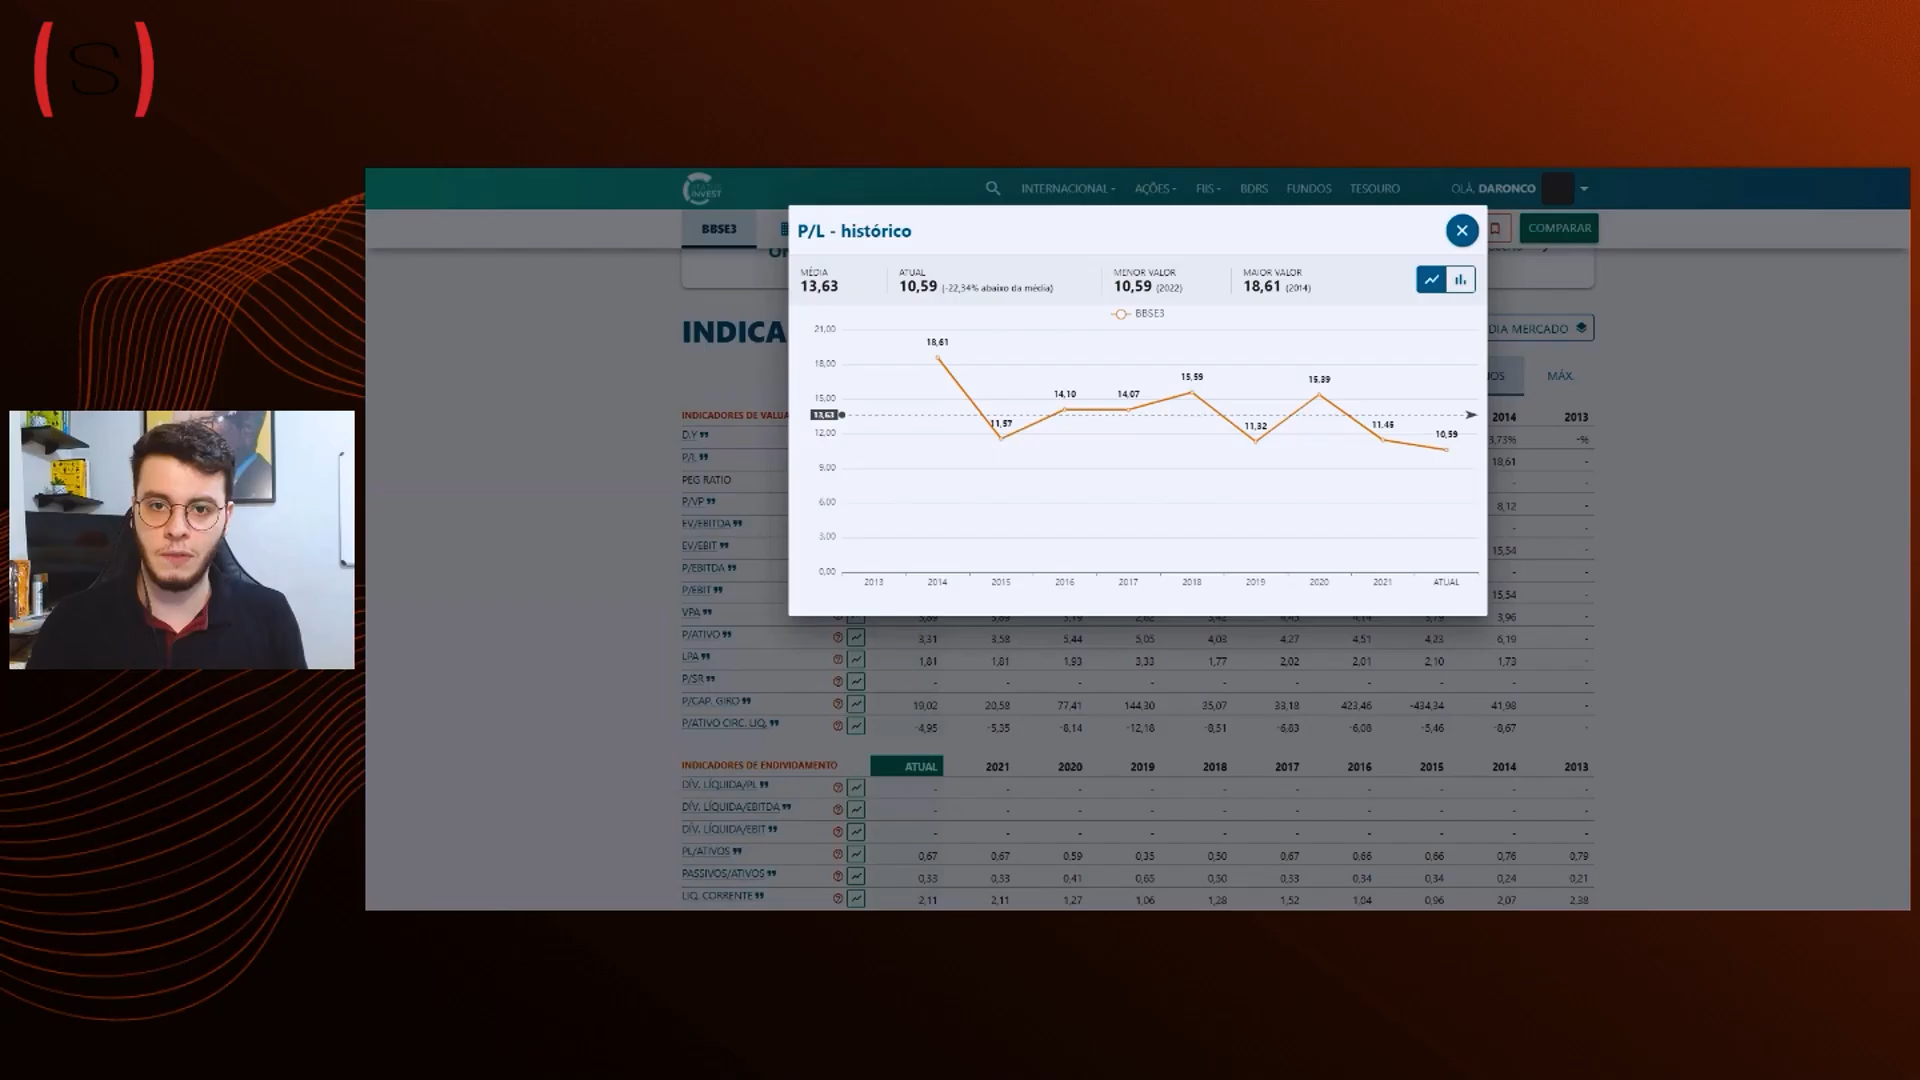 (S)
INVEST
INTERNACIONAL
AÇÕES
FIIS
BDRS
FUNDOS
TESOURO
OLÁ, DARONCO
BBSE3
COMPARAR
P/L - histórico
MÉDIA
13,63
ATUAL
10,59 (-22,34% abaixo da média)
MENOR VALOR
10,59 (2022)
MAIOR VALOR
18,61 (2014)
BBSE3
21,00
18,00
15,00
13,63
12,00
9,00
6,00
3,00
0,00
18,61
11,57
14,10
14,07
15,59
11,32
15,39
11,45
10,59
2013 2014 2015 2016 2017 2018 2019 2020 2021 ATUAL
INDICA
DIA MERCADO
OS
MÁX.
INDICADORES DE VALUA 2014 2013
D.Y 3,73% -%
P/L 18,61 -
PEG RATIO - -
P/VP 8,12 -
EV/EBITDA - -
EV/EBIT 15,54 -
P/EBITDA - -
P/EBIT 15,54 -
VPA 3,96 -
P/ATIVO 3,31 3,58 5,44 5,05 4,03 4,27 4,51 4,23 6,19 -
LPA 1,81 1,81 1,93 3,33 1,77 2,02 2,01 2,10 1,73 -
P/SR - - - - - - - - - -
P/CAP. GIRO 19,02 20,58 77,41 144,30 35,07 33,18 423,46 -434,34 41,98 -
P/ATIVO CIRC. LIQ. -4,95 -5,35 -8,14 -12,18 -8,51 -6,83 -6,08 -5,46 -8,67 -
INDICADORES DE ENDIVIDAMENTO ATUAL 2021 2020 2019 2018 2017 2016 2015 2014 2013
DÍV. LÍQUIDA/PL - - - - - - - - - -
DÍV. LÍQUIDA/EBITDA - - - - - - - - - -
DÍV. LÍQUIDA/EBIT - - - - - - - - - -
PL/ATIVOS 0,67 0,67 0,59 0,35 0,50 0,67 0,66 0,66 0,76 0,79
PASSIVOS/ATIVOS 0,33 0,33 0,41 0,65 0,50 0,33 0,34 0,34 0,24 0,21
LIQ. CORRENTE 2,11 2,11 1,27 1,06 1,28 1,52 1,04 0,96 2,07 2,38